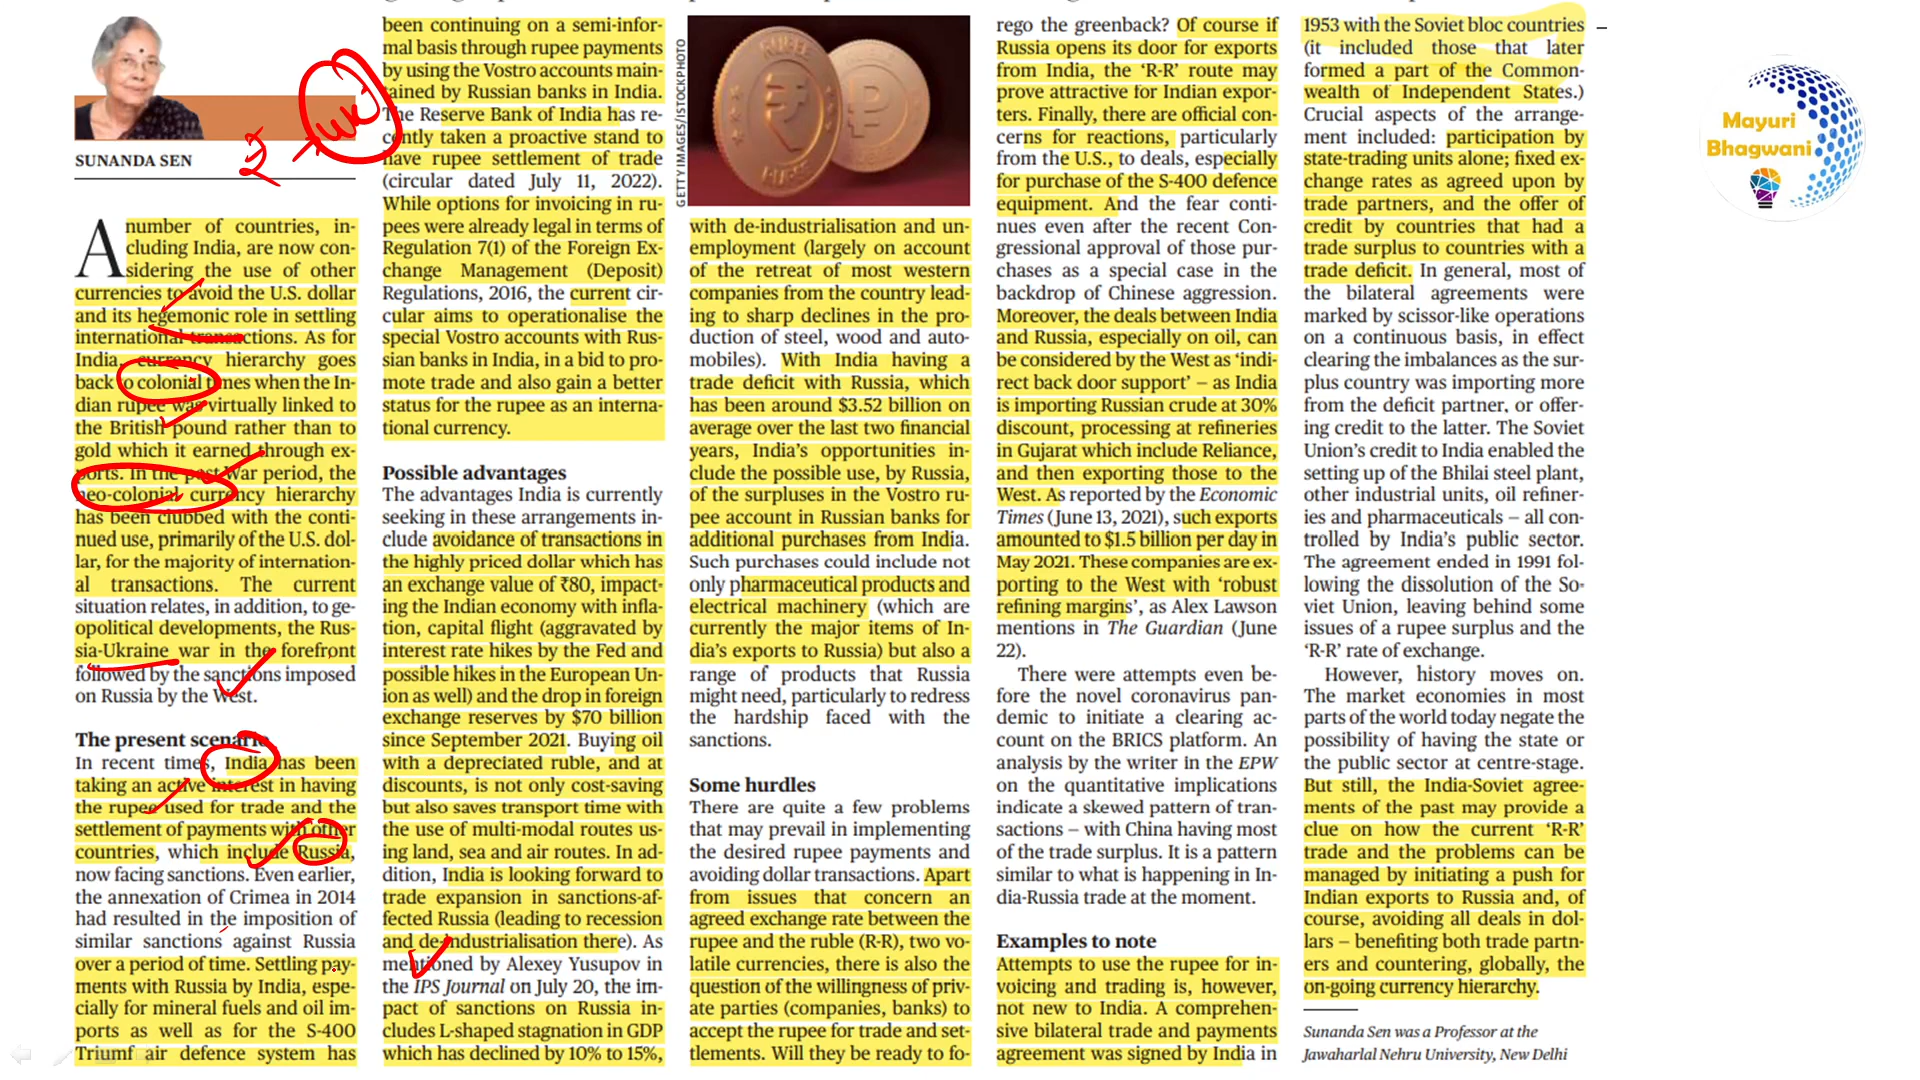 SUNANDA SEN
A number of countries, in-
cluding India, are now con-
sidering the use of other
currencies to avoid the U.S. dollar
and its hegemonic role in settling
international transactions. As for
India, currency hierarchy goes
back to colonial times when the In-
dian rupee was virtually linked to
the British pound rather than to
gold which it earned through ex-
ports. In the post War period, the
neo-colonial currency hierarchy
has been clubbed with the conti-
nued use, primarily of the U.S. dol-
lar, for the majority of internation-
al transactions. The current
situation relates, in addition, to ge-
opolitical developments, the Rus-
sia-Ukraine war in the forefront
followed by the sanctions imposed
on Russia by the West.
The present scenario
In recent times, India has been
taking an active interest in having
the rupee used for trade and the
settlement of payments with other
countries, which include Russia,
now facing sanctions. Even earlier,
the annexation of Crimea in 2014
had resulted in the imposition of
similar sanctions against Russia
over a period of time. Settling pay-
ments with Russia by India, espe-
cially for mineral fuels and oil im-
ports as well as for the S-400
Triumf air defence system has
been continuing on a semi-infor-
mal basis through rupee payments
by using the Vostro accounts main-
tained by Russian banks in India.
The Reserve Bank of India has re-
cently taken a proactive stand to
have rupee settlement of trade
(circular dated July 11, 2022).
While options for invoicing in ru-
pees were already legal in terms of
Regulation 7(1) of the Foreign Ex-
change Management (Deposit)
Regulations, 2016, the current cir-
cular aims to operationalise the
special Vostro accounts with Rus-
sian banks in India, in a bid to pro-
mote trade and also gain a better
status for the rupee as an interna-
tional currency.
Possible advantages
The advantages India is currently
seeking in these arrangements in-
clude avoidance of transactions in
the highly priced dollar which has
an exchange value of ₹80, impact-
ing the Indian economy with infla-
tion, capital flight (aggravated by
interest rate hikes by the Fed and
possible hikes in the European Un-
ion as well) and the drop in foreign
exchange reserves by $70 billion
since September 2021. Buying oil
with a depreciated ruble, and at
discounts, is not only cost-saving
but also saves transport time with
the use of multi-modal routes us-
ing land, sea and air routes. In ad-
dition, India is looking forward to
trade expansion in sanctions-af-
fected Russia (leading to recession
and de-industrialisation there). As
mentioned by Alexey Yusupov in
the IPS Journal on July 20, the im-
pact of sanctions on Russia in-
cludes L-shaped stagnation in GDP
which has declined by 10% to 15%,
GETTY IMAGES/ISTOCKPHOTO
RUPEE
with de-industrialisation and un-
employment (largely on account
of the retreat of most western
companies from the country lead-
ing to sharp declines in the pro-
duction of steel, wood and auto-
mobiles). With India having a
trade deficit with Russia, which
has been around $3.52 billion on
average over the last two financial
years, India's opportunities in-
clude the possible use, by Russia,
of the surpluses in the Vostro ru-
pee account in Russian banks for
additional purchases from India.
Such purchases could include not
only pharmaceutical products and
electrical machinery (which are
currently the major items of In-
dia's exports to Russia) but also a
range of products that Russia
might need, particularly to redress
the hardship faced with the
sanctions.
Some hurdles
There are quite a few problems
that may prevail in implementing
the desired rupee payments and
avoiding dollar transactions. Apart
from issues that concern an
agreed exchange rate between the
rupee and the ruble (R-R), two vo-
latile currencies, there is also the
question of the willingness of priv-
ate parties (companies, banks) to
accept the rupee for trade and set-
tlements. Will they be ready to fo-
rego the greenback? Of course if
Russia opens its door for exports
from India, the 'R-R' route may
prove attractive for Indian expor-
ters. Finally, there are official con-
cerns for reactions, particularly
from the U.S., to deals, especially
for purchase of the S-400 defence
equipment. And the fear conti-
nues even after the recent Con-
gressional approval of those pur-
chases as a special case in the
backdrop of Chinese aggression.
Moreover, the deals between India
and Russia, especially on oil, can
be considered by the West as 'indi-
rect back door support' – as India
is importing Russian crude at 30%
discount, processing at refineries
in Gujarat which include Reliance,
and then exporting those to the
West. As reported by the Economic
Times (June 13, 2021), such exports
amounted to $1.5 billion per day in
May 2021. These companies are ex-
porting to the West with 'robust
refining margins', as Alex Lawson
mentions in The Guardian (June
22).
There were attempts even be-
fore the novel coronavirus pan-
demic to initiate a clearing ac-
count on the BRICS platform. An
analysis by the writer in the EPW
on the quantitative implications
indicate a skewed pattern of tran-
sactions – with China having most
of the trade surplus. It is a pattern
similar to what is happening in In-
dia-Russia trade at the moment.
Examples to note
Attempts to use the rupee for in-
voicing and trading is, however,
not new to India. A comprehen-
sive bilateral trade and payments
agreement was signed by India in
1953 with the Soviet bloc countries
(it included those that later
formed a part of the Common-
wealth of Independent States.)
Crucial aspects of the arrange-
ment included: participation by
state-trading units alone; fixed ex-
change rates as agreed upon by
trade partners, and the offer of
credit by countries that had a
trade surplus to countries with a
trade deficit. In general, most of
the bilateral agreements were
marked by scissor-like operations
on a continuous basis, in effect
clearing the imbalances as the sur-
plus country was importing more
from the deficit partner, or offer-
ing credit to the latter. The Soviet
Union's credit to India enabled the
setting up of the Bhilai steel plant,
other industrial units, oil refiner-
ies and pharmaceuticals – all con-
trolled by India's public sector.
The agreement ended in 1991 fol-
lowing the dissolution of the So-
viet Union, leaving behind some
issues of a rupee surplus and the
'R-R' rate of exchange.
However, history moves on.
The market economies in most
parts of the world today negate the
possibility of having the state or
the public sector at centre-stage.
But still, the India-Soviet agree-
ments of the past may provide a
clue on how the current 'R-R'
trade and the problems can be
managed by initiating a push for
Indian exports to Russia and, of
course, avoiding all deals in dol-
lars – benefiting both trade partn-
ers and countering, globally, the
on-going currency hierarchy.
Sunanda Sen was a Professor at the
Jawaharlal Nehru University, New Delhi
Mayuri
Bhagwani